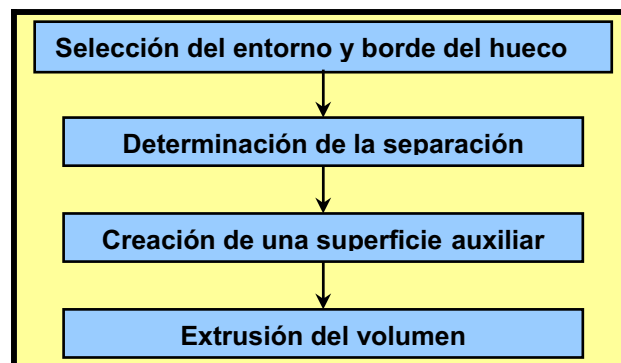 Selección del entorno y borde del hueco
Determinación de la separación
Creación de una superficie auxiliar
Extrusión del volumen